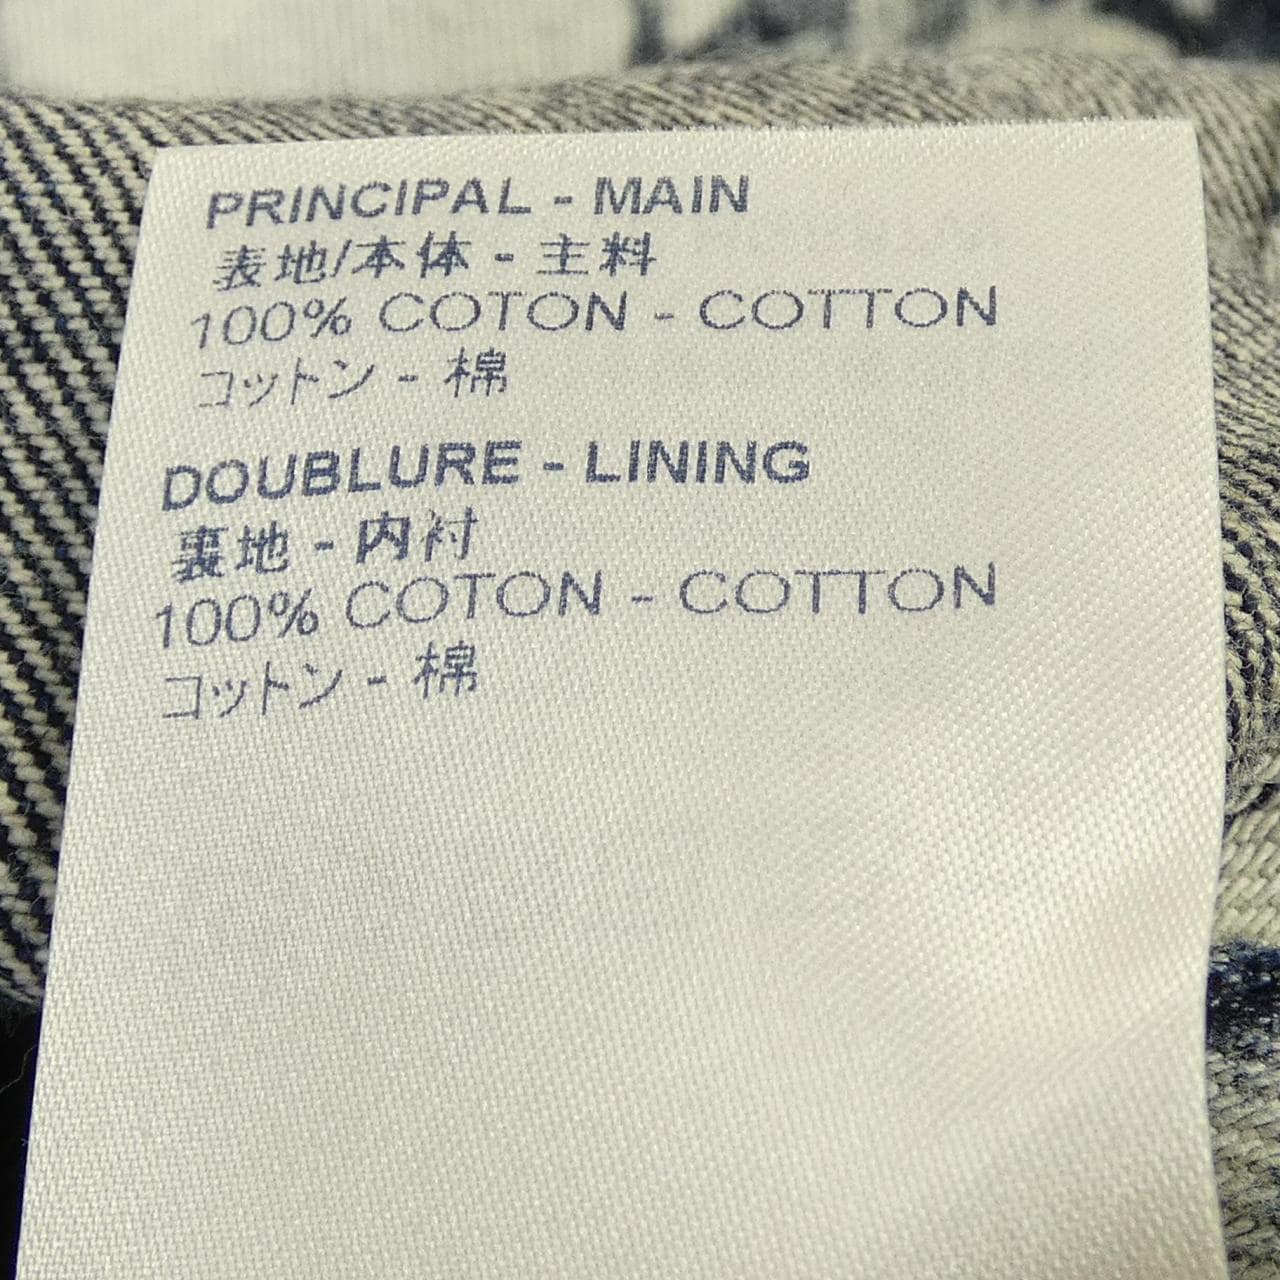 PRINCIPAL - MAIN
表地/本体 - 主料
100% COTON - COTTON
コットン - 棉
DOUBLURE - LINING
裏地 - 内衬
100% COTON - COTTON
コットン - 棉